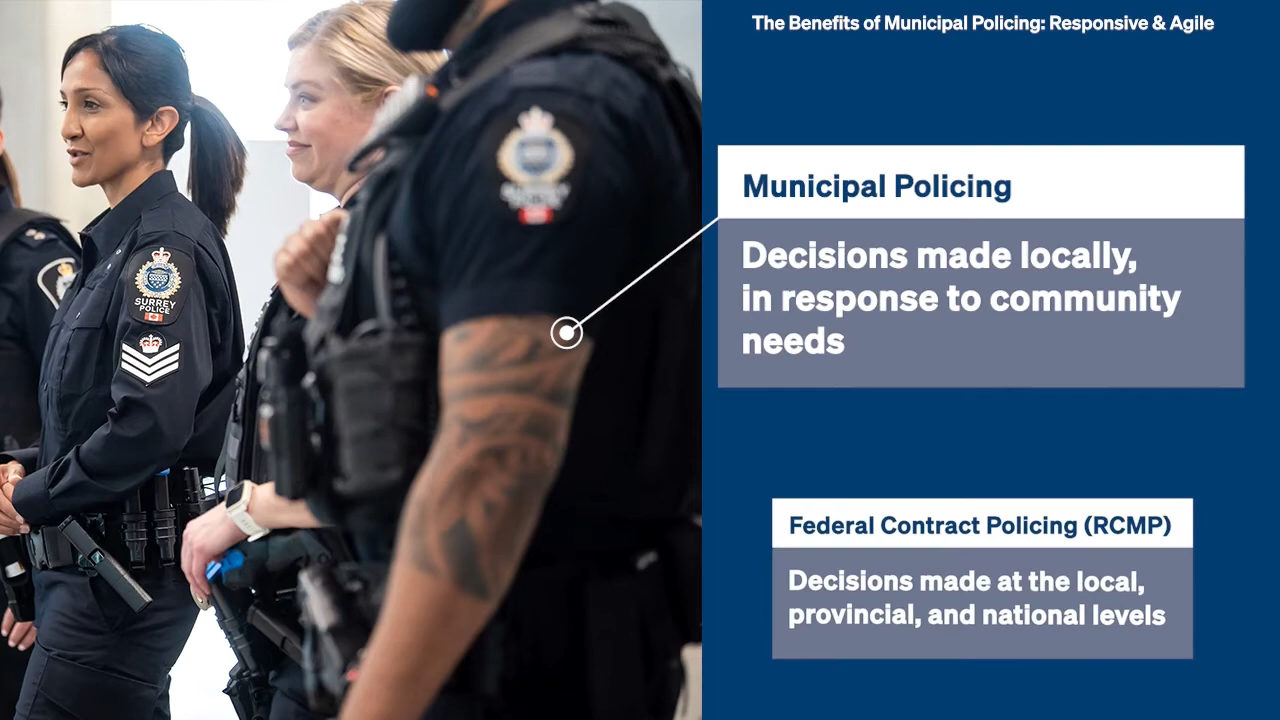 The Benefits of Municipal Policing: Responsive & Agile
Municipal Policing
Decisions made locally,
in response to community
needs
Federal Contract Policing (RCMP)
Decisions made at the local,
provincial, and national levels
SURREY
POLICE